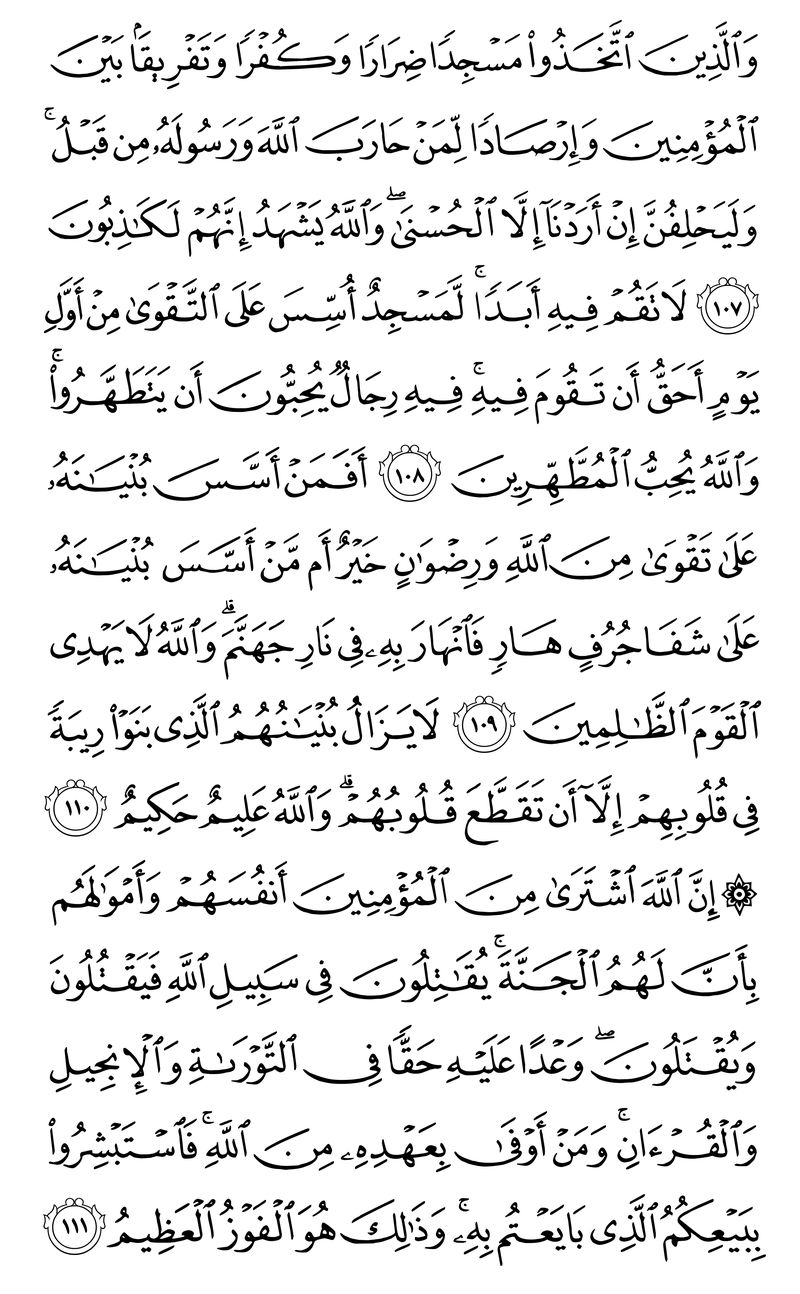 وَٱلَّذِينَ ٱتَّخَذُوا۟ مَسْجِدًا ضِرَارًا وَكُفْرًا وَتَفْرِيقًۢا بَيْنَ
ٱلْمُؤْمِنِينَ وَإِرْصَادًا لِّمَنْ حَارَبَ ٱللَّهَ وَرَسُولَهُۥ مِن قَبْلُ ۚ
وَلَيَحْلِفُنَّ إِنْ أَرَدْنَآ إِلَّا ٱلْحُسْنَىٰ ۖ وَٱللَّهُ يَشْهَدُ إِنَّهُمْ لَكَـٰذِبُونَ
١٠٧ لَا تَقُمْ فِيهِ أَبَدًا ۚ لَّمَسْجِدٌ أُسِّسَ عَلَى ٱلتَّقْوَىٰ مِنْ أَوَّلِ
يَوْمٍ أَحَقُّ أَن تَقُومَ فِيهِ ۚ فِيهِ رِجَالٌ يُحِبُّونَ أَن يَتَطَهَّرُوا۟ ۚ
وَٱللَّهُ يُحِبُّ ٱلْمُطَّهِّرِينَ ١٠٨ أَفَمَنْ أَسَّسَ بُنْيَـٰنَهُۥ
عَلَىٰ تَقْوَىٰ مِنَ ٱللَّهِ وَرِضْوَٰنٍ خَيْرٌ أَم مَّنْ أَسَّسَ بُنْيَـٰنَهُۥ
عَلَىٰ شَفَا جُرُفٍ هَارٍ فَٱنْهَارَ بِهِۦ فِى نَارِ جَهَنَّمَ ۗ وَٱللَّهُ لَا يَهْدِى
ٱلْقَوْمَ ٱلظَّـٰلِمِينَ ١٠٩ لَا يَزَالُ بُنْيَـٰنُهُمُ ٱلَّذِى بَنَوْا۟ رِيبَةً
فِى قُلُوبِهِمْ إِلَّآ أَن تَقَطَّعَ قُلُوبُهُمْ ۗ وَٱللَّهُ عَلِيمٌ حَكِيمٌ ١١٠
۞ إِنَّ ٱللَّهَ ٱشْتَرَىٰ مِنَ ٱلْمُؤْمِنِينَ أَنفُسَهُمْ وَأَمْوَٰلَهُم
بِأَنَّ لَهُمُ ٱلْجَنَّةَ ۚ يُقَـٰتِلُونَ فِى سَبِيلِ ٱللَّهِ فَيَقْتُلُونَ
وَيُقْتَلُونَ ۖ وَعْدًا عَلَيْهِ حَقًّا فِى ٱلتَّوْرَىٰةِ وَٱلْإِنجِيلِ
وَٱلْقُرْءَانِ ۚ وَمَنْ أَوْفَىٰ بِعَهْدِهِۦ مِنَ ٱللَّهِ ۚ فَٱسْتَبْشِرُوا۟
بِبَيْعِكُمُ ٱلَّذِى بَايَعْتُم بِهِۦ ۚ وَذَٰلِكَ هُوَ ٱلْفَوْزُ ٱلْعَظِيمُ ١١١